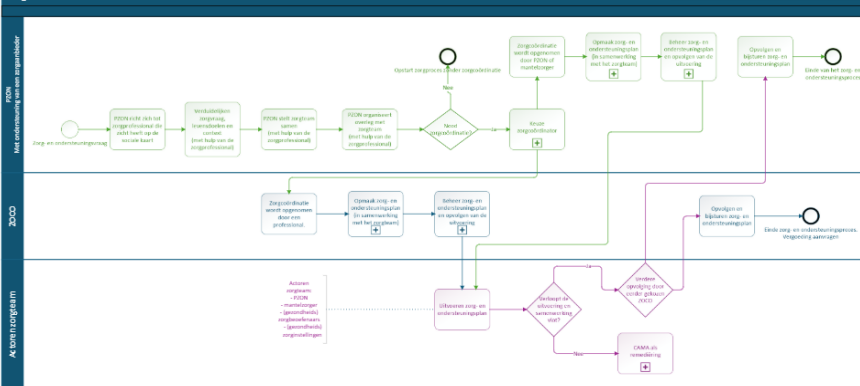 PZON
Met ondersteuning van een zorgaanbieder
Zorg- en ondersteuningsvraag
PZON richt zich tot
zorgprofessional die
zicht heeft op de
sociale kaart
Verduidelijken
zorgvraag,
levensdoelen en
context
(met hulp van de
zorgprofessional)
PZON stelt zorgteam
samen
(met hulp van de
zorgprofessional)
PZON organiseert
overleg met
zorgteam
(met hulp van de
zorgprofessional)
Nood
zorgcoördinatie?
Nee
Opstart zorgproces zonder zorgcoördinatie
Ja
Keuze
zorgcoördinator
Zorgcoördinatie
wordt opgenomen
door PZON of
mantelzorger
Opmaak zorg- en
ondersteuningsplan
(in samenwerking
met het zorgteam)
Beheer zorg- en
ondersteuningsplan
en opvolgen van de
uitvoering
Opvolgen en
bijsturen zorg- en
ondersteuningsplan
Einde van het zorg- en
ondersteuningsproces
ZOCO
Zorgcoördinatie
wordt opgenomen
door een
professional.
Opmaak zorg- en
ondersteuningsplan
(in samenwerking
met het zorgteam)
Beheer zorg- en
ondersteuningsplan
en opvolgen van de
uitvoering
Opvolgen en
bijsturen zorg- en
ondersteuningsplan
Einde zorg- en ondersteuningsproces.
Vergoeding aanvragen
Actoren zorgteam
Actoren
zorgteam:
- PZON
- mantelzorger
- (gezondheids)
zorgbeoefenaars
- (gezondheids)
zorginstellingen
Uitvoeren zorg- en
ondersteuningsplan
Verloopt de
uitvoering en
samenwerking
vlot?
Ja
Nee
Verdere
opvolging door
eerder gekozen
ZOCO
CAMA als
remediëring